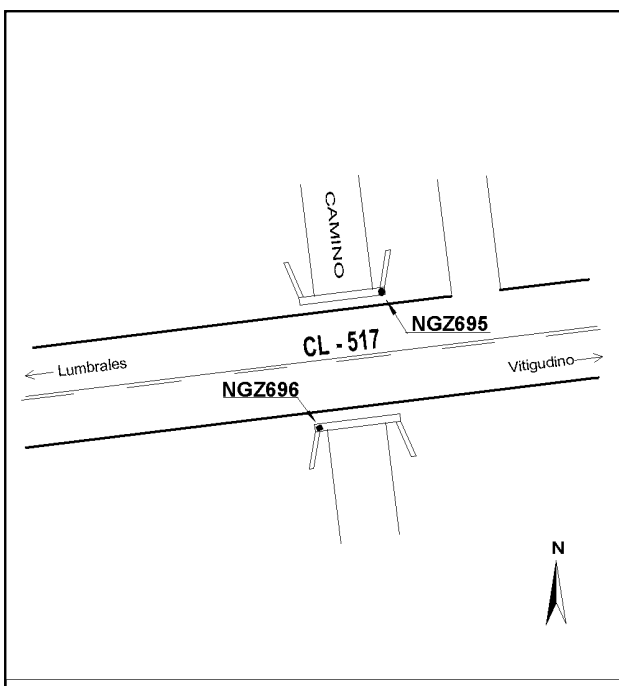 CAMINO
NGZ695
CL - 517
Lumbrales
Vitigudino
NGZ696
N